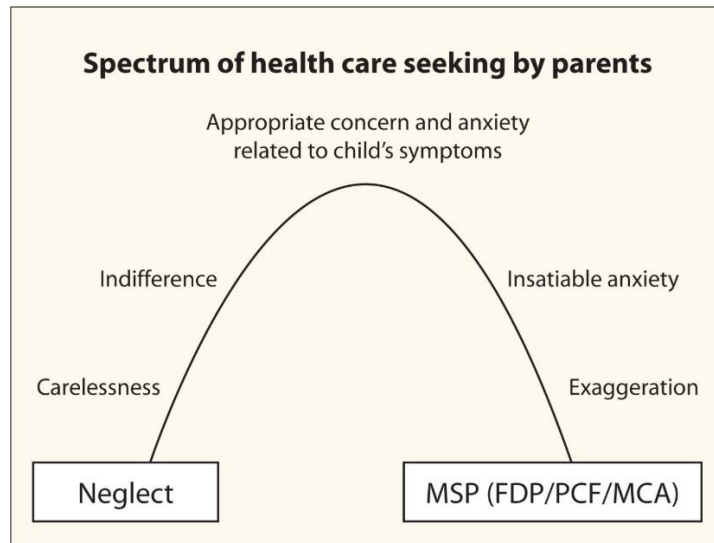 Spectrum of health care seeking by parents
Appropriate concern and anxiety
related to child's symptoms
Indifference
Insatiable anxiety
Carelessness
Exaggeration
Neglect
MSP (FDP/PCF/MCA)